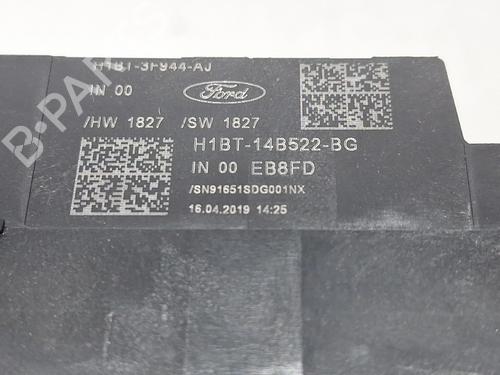 H1BT-3F944-AJ
IN 00
Ford
/HW 1827 /SW 1827
H1BT-14B522-BG
IN 00 EB8FD
/SN91651SDG001NX
16.04.2019 14:25
B-PARTS